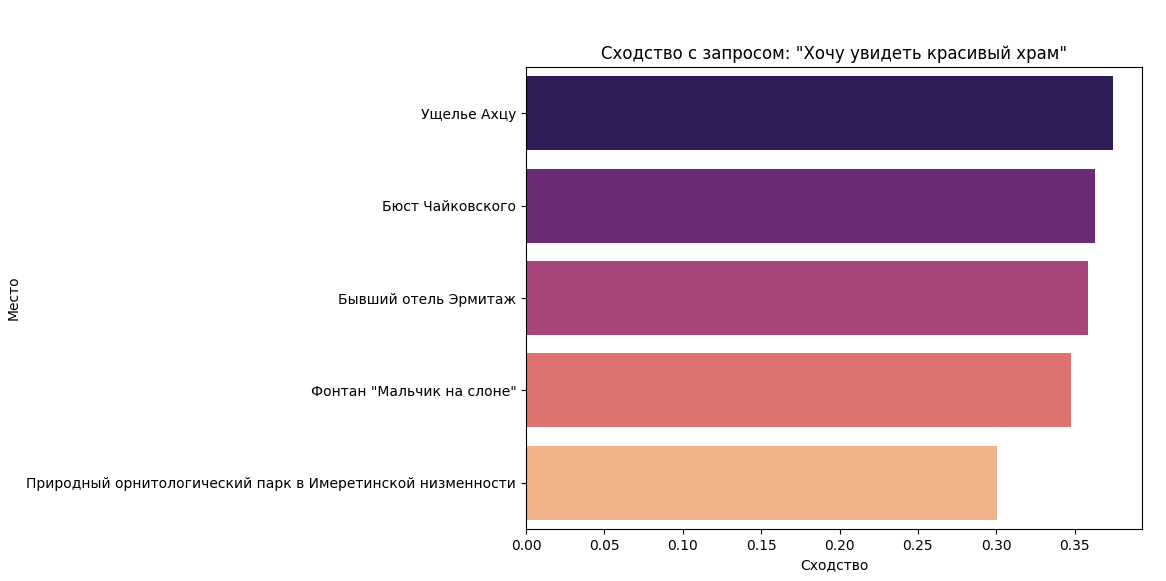 Сходство с запросом: "Хочу увидеть красивый храм"
Ущелье Ахцу
Бюст Чайковского
Бывший отель Эрмитаж
Фонтан "Мальчик на слоне"
Природный орнитологический парк в Имеретинской низменности
Место
0.00 0.05 0.10 0.15 0.20 0.25 0.30 0.35
Сходство